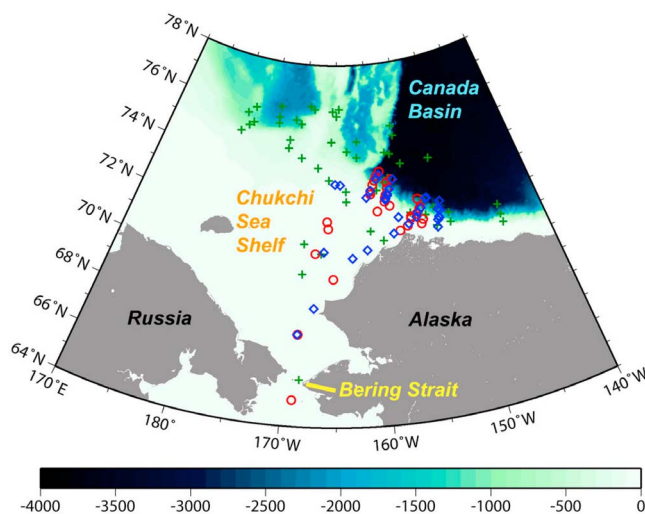 78˚N
76˚N
74˚N
72˚N
70˚N
68˚N
66˚N
64˚N
170˚E
180˚
170˚W
160˚W
150˚W
140˚W
Canada
Basin
Chukchi
Sea
Shelf
Russia
Alaska
Bering Strait
-4000 -3500 -3000 -2500 -2000 -1500 -1000 -500 0